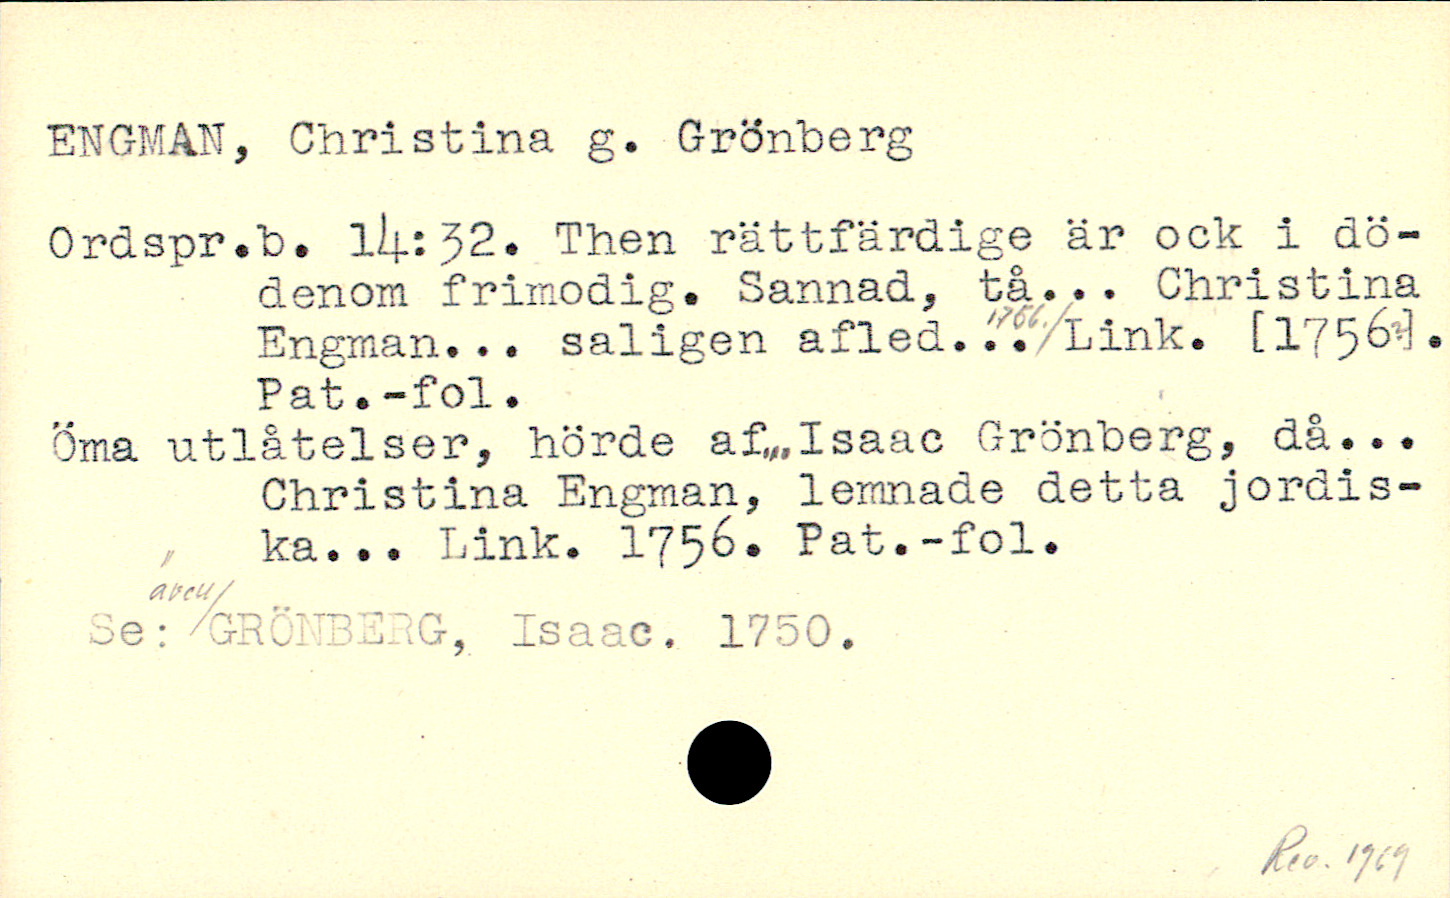 ENGMAN, Christina g. Grönberg
Ordspr.b. 14:32. Then rättfärdige är ock i dö-
denom frimodig. Sannad, tå... Christina
Engman... saligen afled... 1756./ Link. [1756?].
Pat.-fol.
Öma utlåtelser, hörde af... Isaac Grönberg, då...
Christina Engman, lemnade detta jordis-
ka... Link. 1756. Pat.-fol.
Se: även/ GRÖNBERG, Isaac. 1750.
Rev. 1969